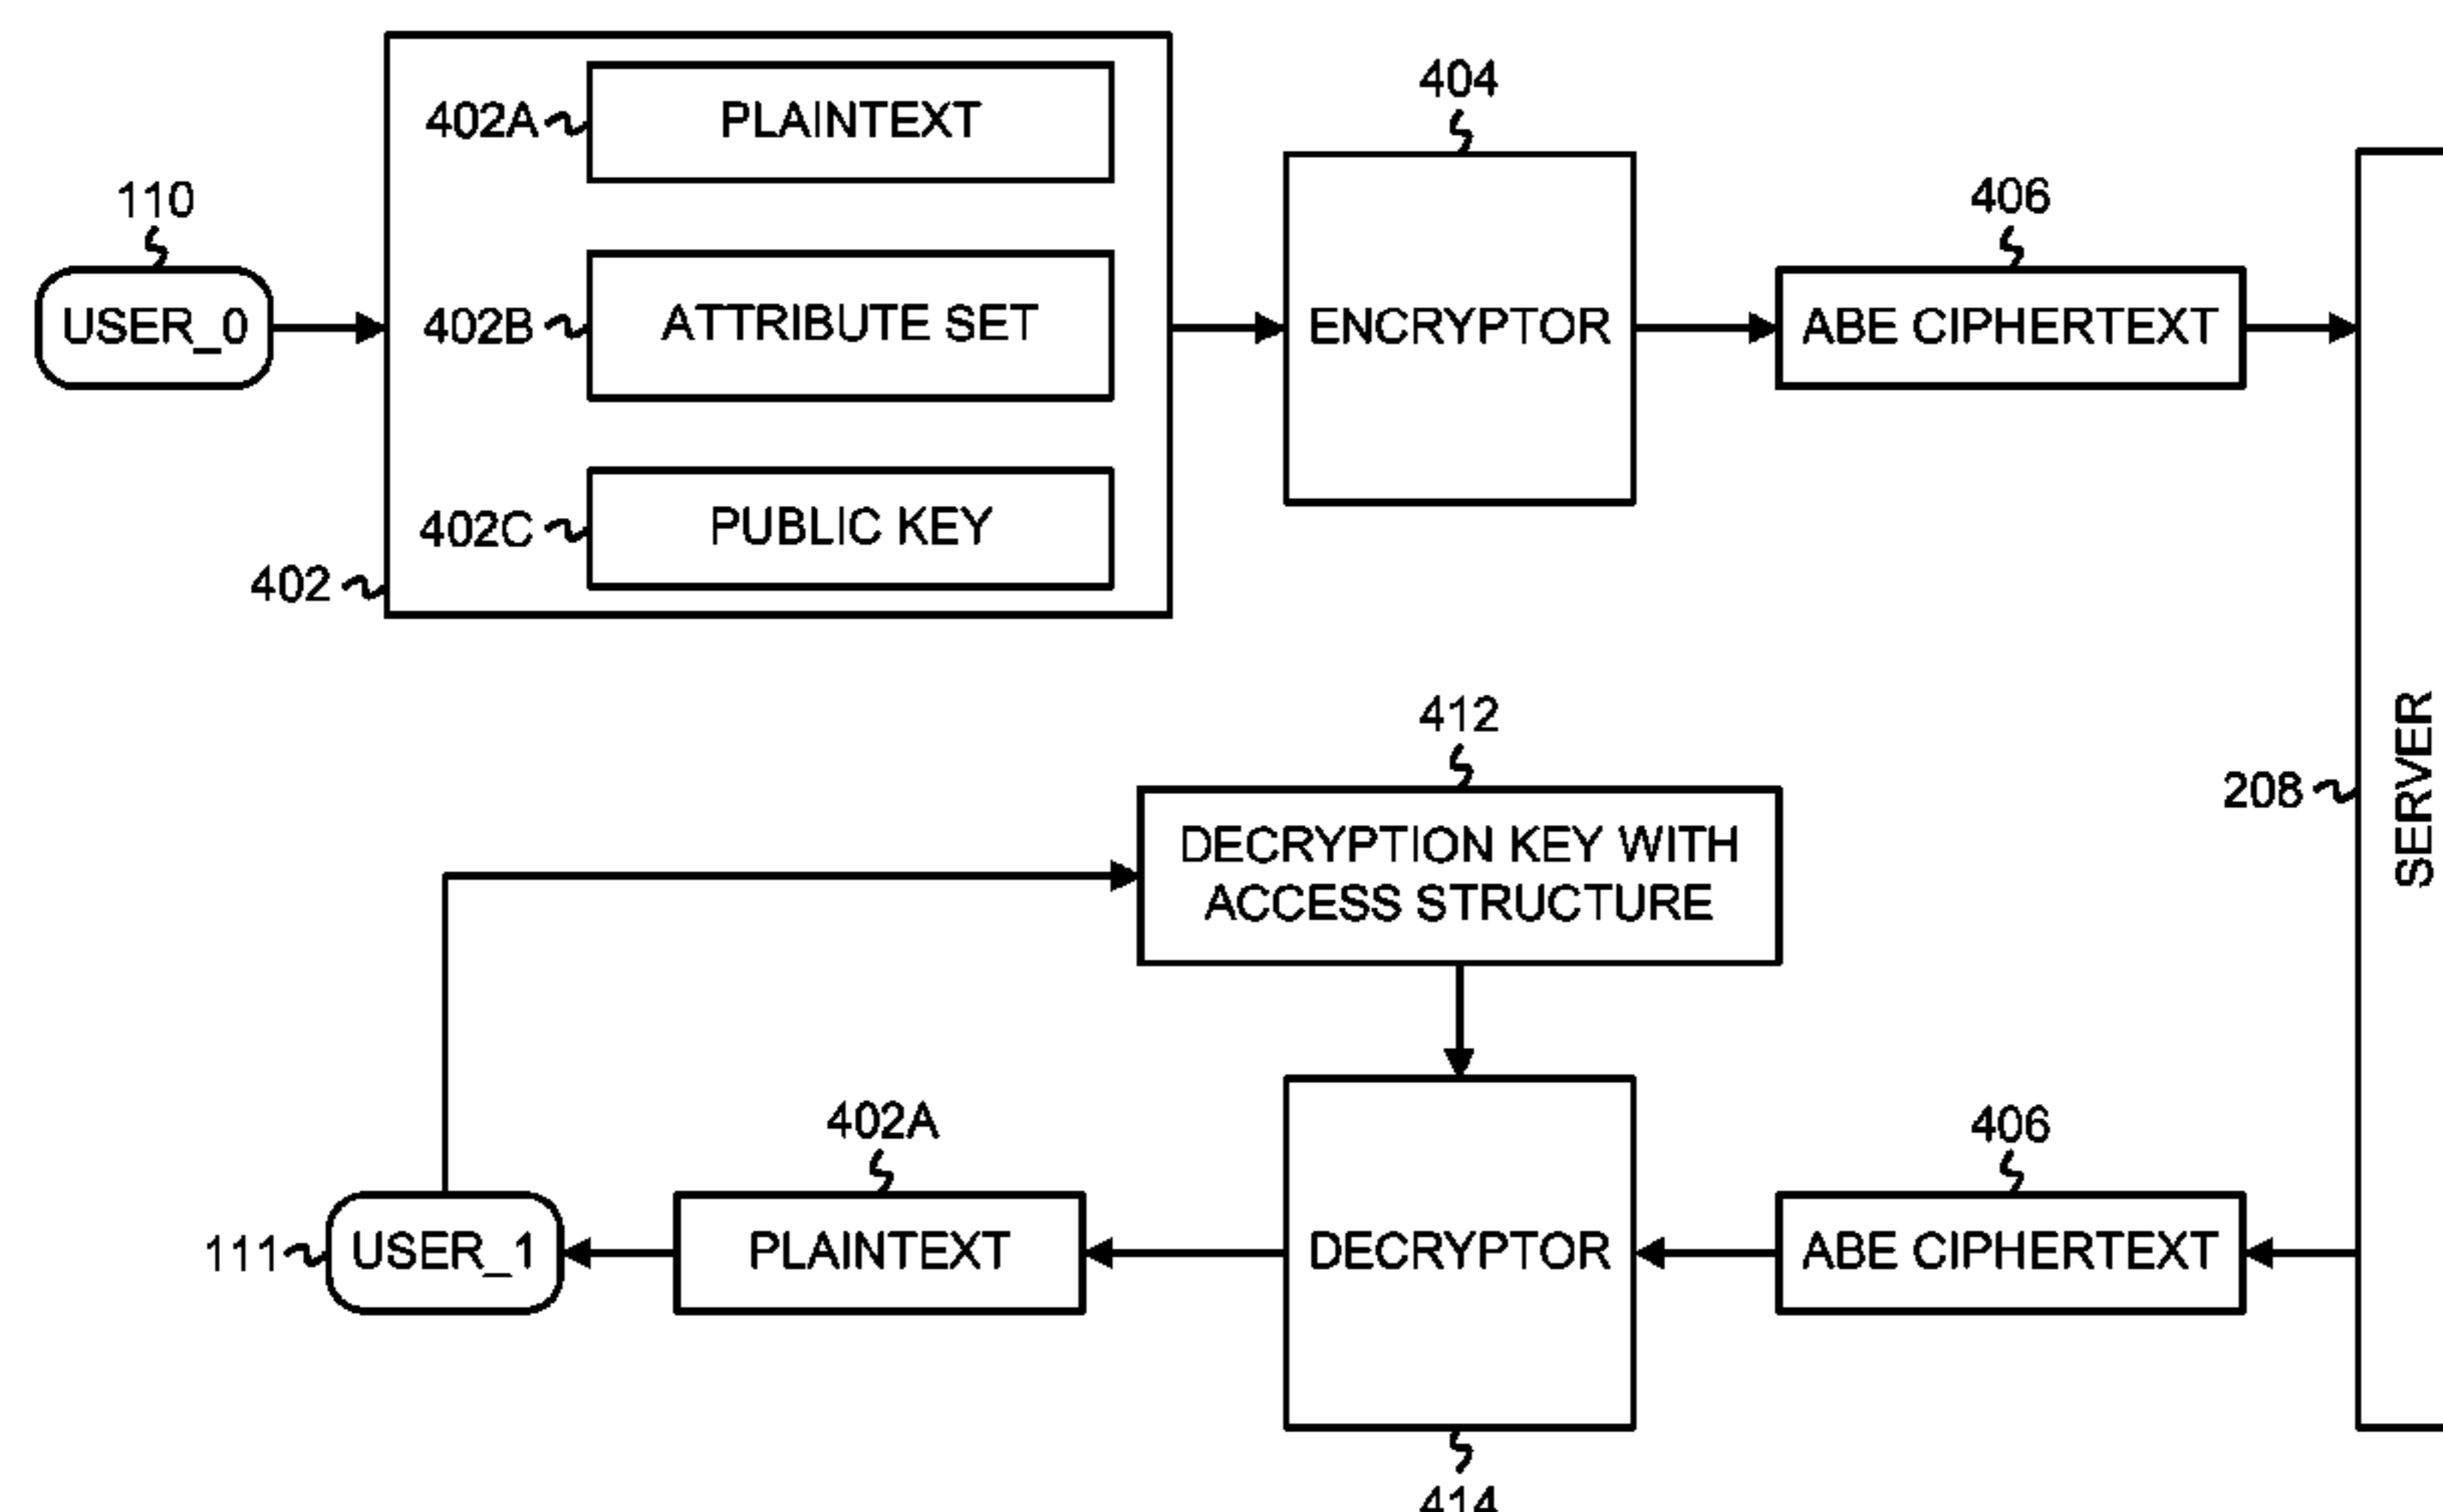 404
402A
PLAINTEXT
110
406
USER_0
402B
ATTRIBUTE SET
ENCRYPTOR
ABE CIPHERTEXT
402C
PUBLIC KEY
402
412
DECRYPTION KEY WITH
ACCESS STRUCTURE
208
SERVER
402A
406
111
USER_1
PLAINTEXT
DECRYPTOR
ABE CIPHERTEXT
414